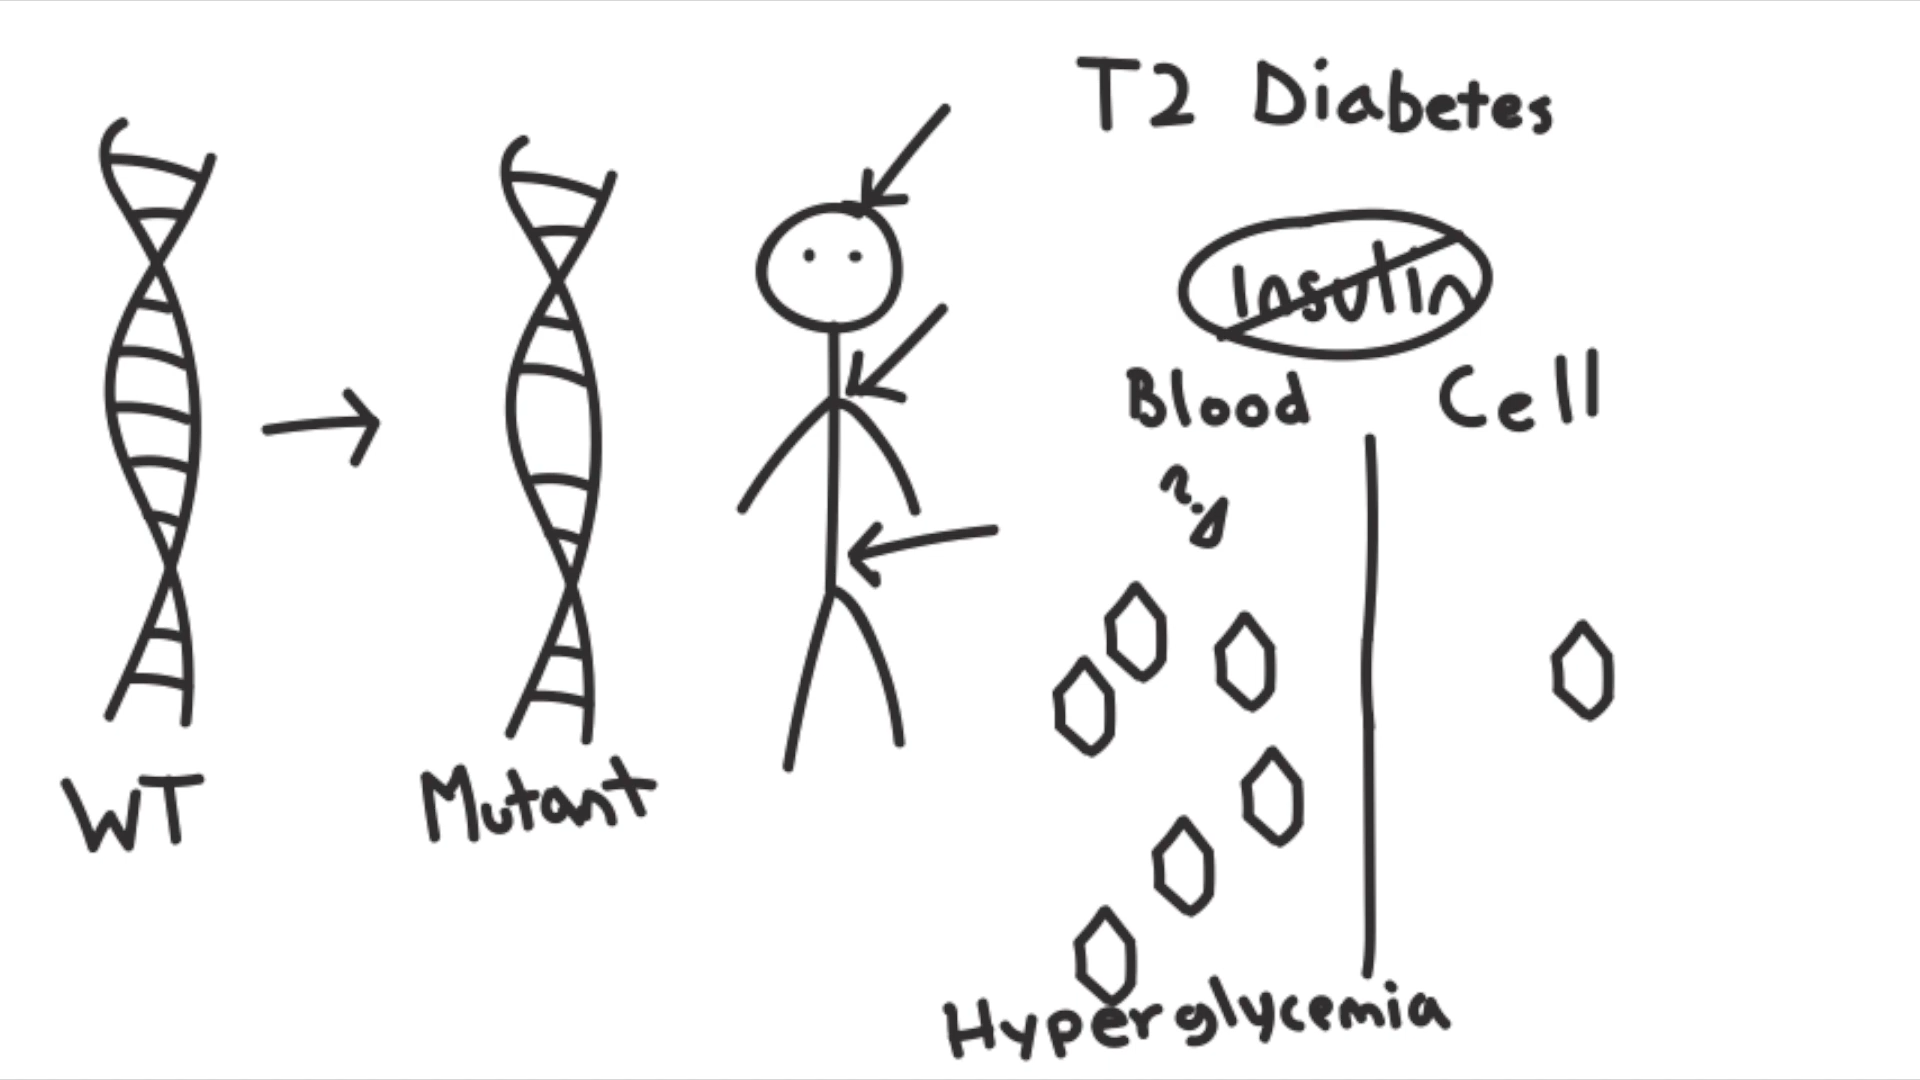 T2 Diabetes
Insulin
Blood Cell
WT
Mutant
Hyperglycemia